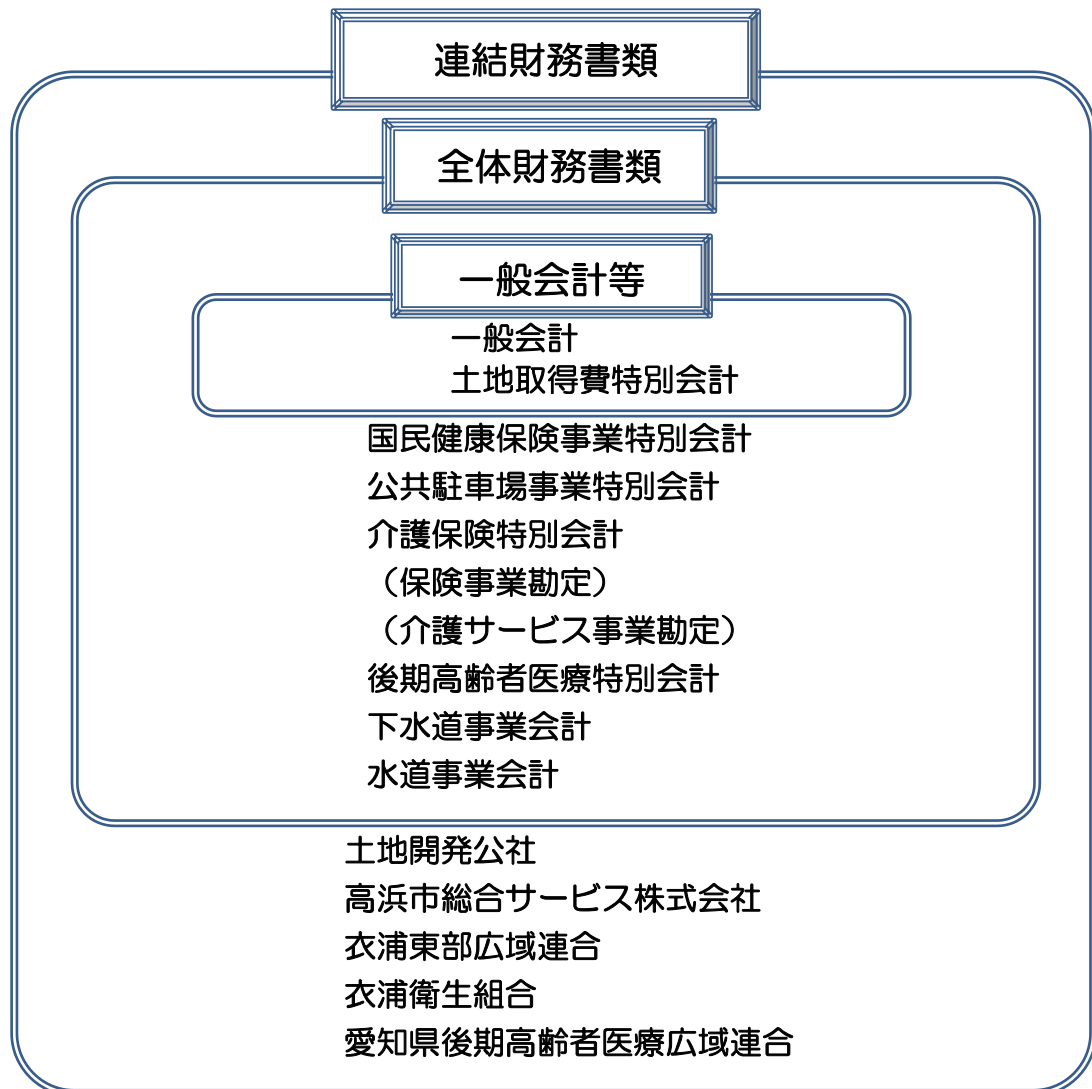 連結財務書類
全体財務書類
一般会計等
一般会計
土地取得費特別会計
国民健康保険事業特別会計
公共駐車場事業特別会計
介護保険特別会計
（保険事業勘定）
（介護サービス事業勘定）
後期高齢者医療特別会計
下水道事業会計
水道事業会計
土地開発公社
高浜市総合サービス株式会社
衣浦東部広域連合
衣浦衛生組合
愛知県後期高齢者医療広域連合